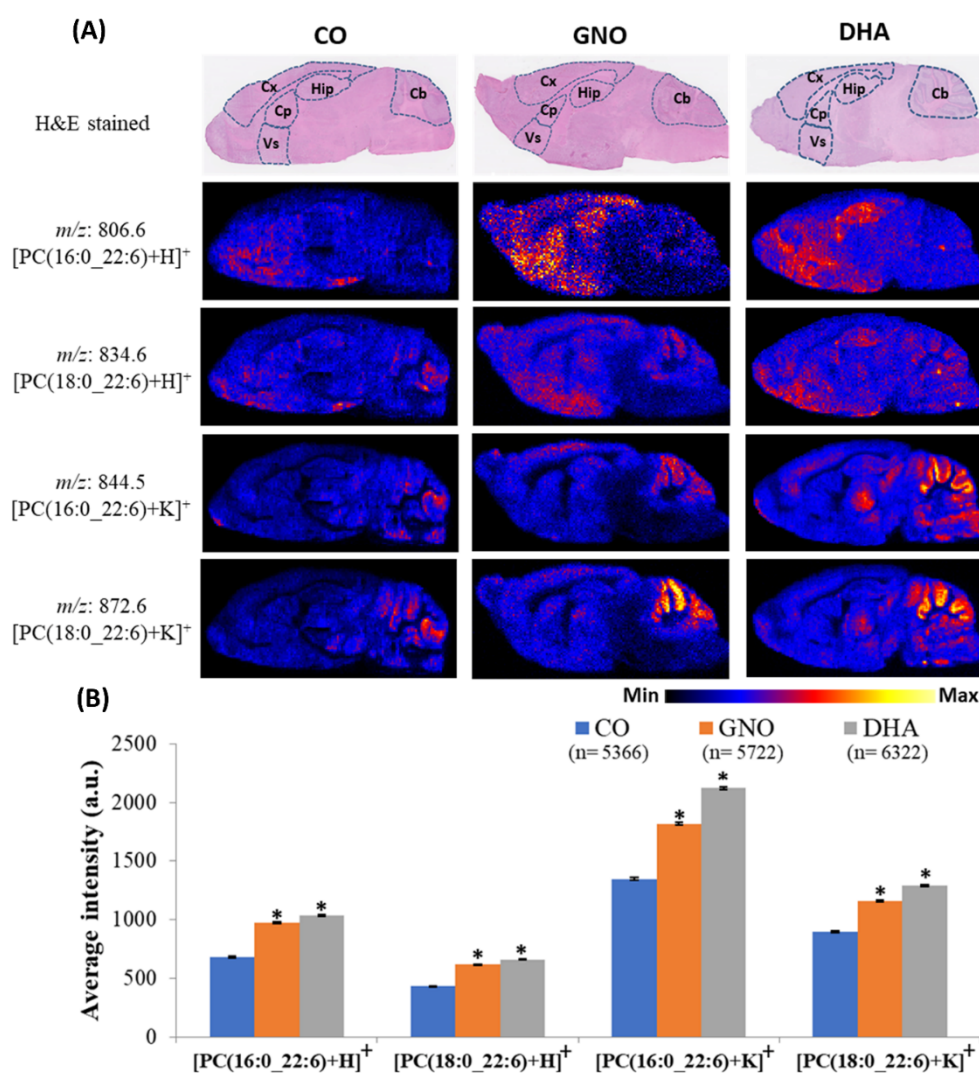 (A)
CO GNO DHA
H&E stained
Cx Hip Cb Cp Vs
Cx Hip Cb Cp Vs
Hip Cb Cp Vs
m/z: 806.6
[PC(16:0_22:6)+H]+
m/z: 834.6
[PC(18:0_22:6)+H]+
m/z: 844.5
[PC(16:0_22:6)+K]+
m/z: 872.6
[PC(18:0_22:6)+K]+
Min Max
(B)
CO GNO DHA
(n= 5366) (n= 5722) (n= 6322)
Average intensity (a.u.)
2500
2000
1500
1000
500
0
* * * * * * * *
[PC(16:0_22:6)+H]+ [PC(18:0_22:6)+H]+ [PC(16:0_22:6)+K]+ [PC(18:0_22:6)+K]+